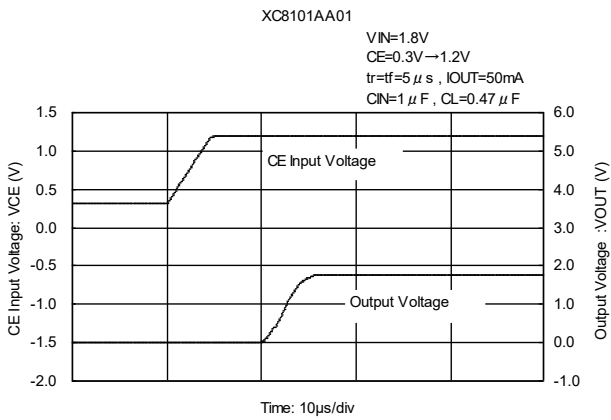 XC8101AA01
VIN=1.8V
CE=0.3V→1.2V
tr=tf=5μs , IOUT=50mA
CIN=1μF , CL=0.47μF
CE Input Voltage: VCE (V)
1.5
1.0
0.5
0.0
-0.5
-1.0
-1.5
-2.0
CE Input Voltage
Output Voltage
6.0
5.0
4.0
3.0
2.0
1.0
0.0
-1.0
Output Voltage :VOUT (V)
Time: 10μs/div